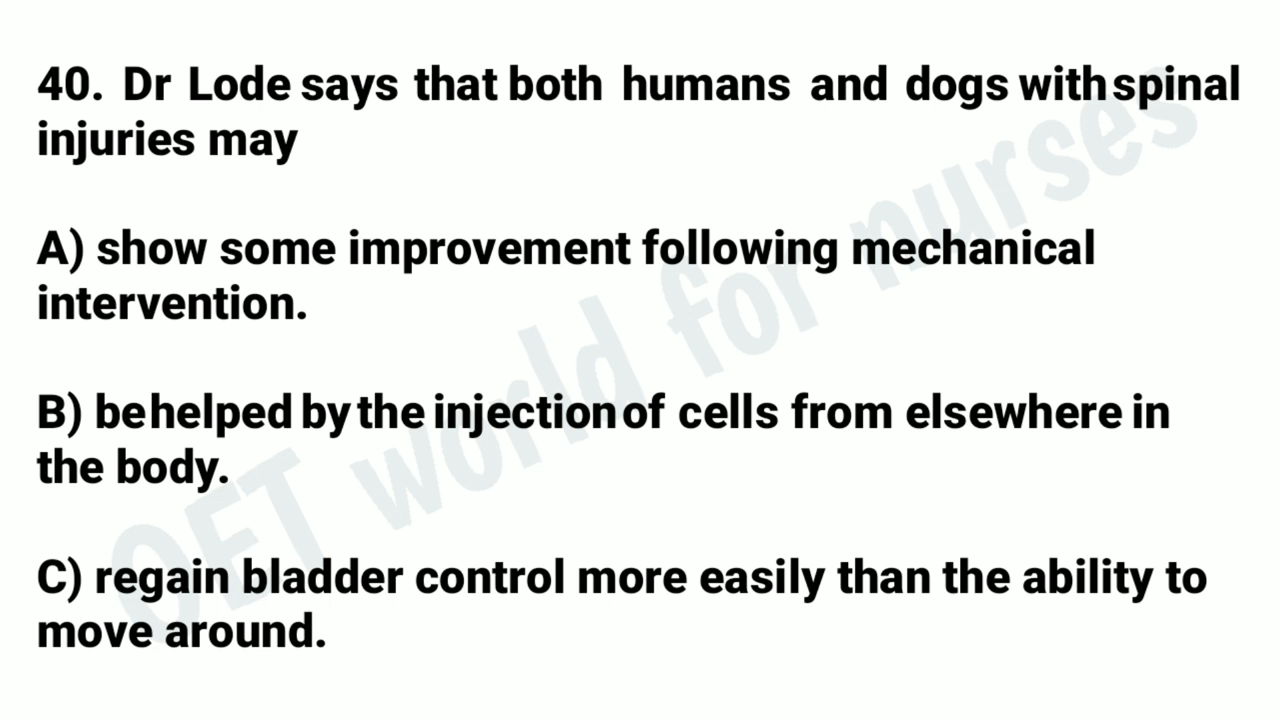 40. Dr Lode says that both humans and dogs with spinal
injuries may
A) show some improvement following mechanical
intervention.
B) be helped by the injection of cells from elsewhere in
the body.
C) regain bladder control more easily than the ability to
move around.
OET world for nurses